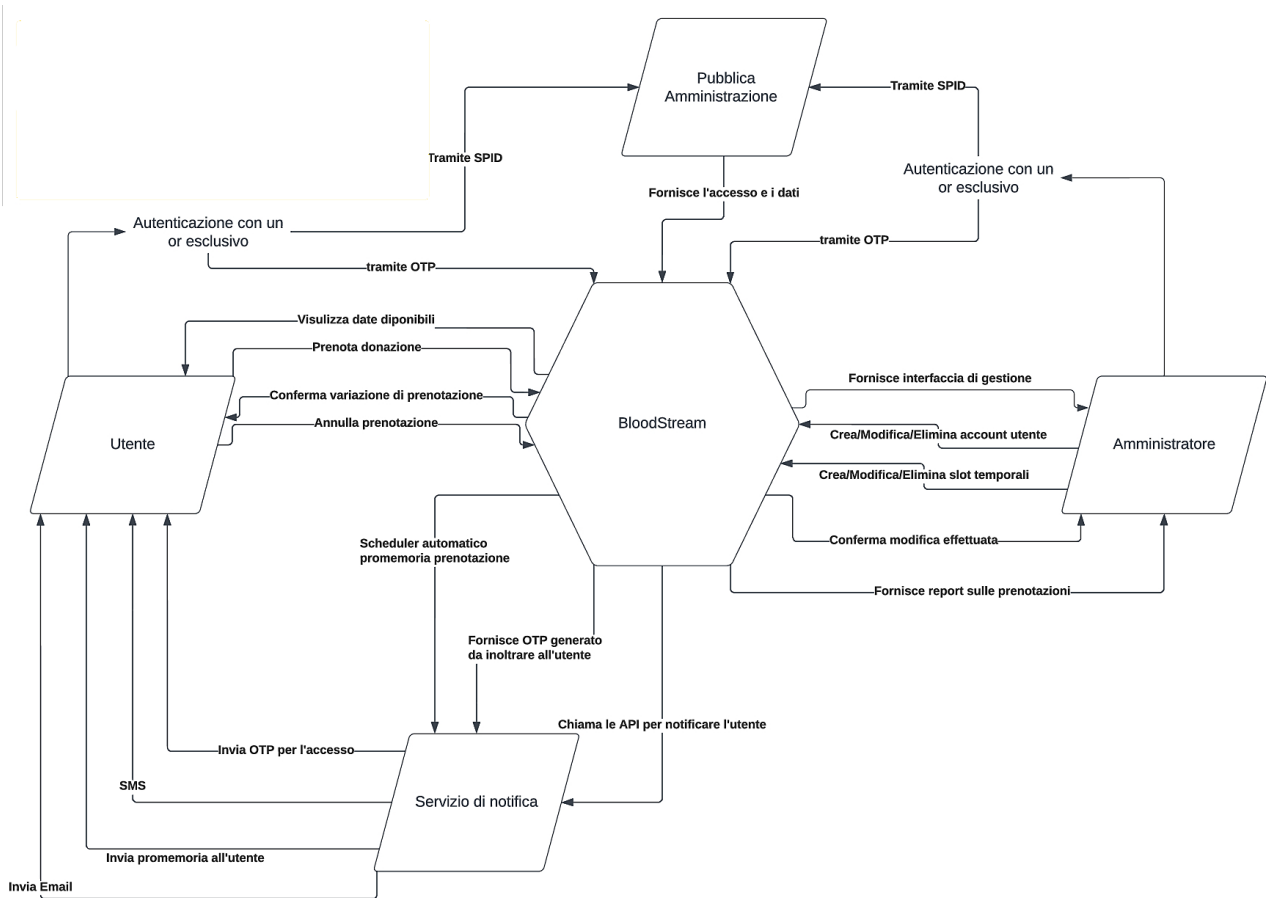 Pubblica
Amministrazione
Tramite SPID
Tramite SPID
Autenticazione con un
or esclusivo
Fornisce l'accesso e i dati
Autenticazione con un
or esclusivo
tramite OTP
tramite OTP
Visulizza date diponibili
Prenota donazione
Conferma variazione di prenotazione
Annulla prenotazione
Utente
BloodStream
Fornisce interfaccia di gestione
Crea/Modifica/Elimina account utente
Crea/Modifica/Elimina slot temporali
Amministratore
Conferma modifica effettuata
Fornisce report sulle prenotazioni
Scheduler automatico
promemoria prenotazione
Fornisce OTP generato
da inoltrare all'utente
Chiama le API per notificare l'utente
Invia OTP per l'accesso
SMS
Servizio di notifica
Invia promemoria all'utente
Invia Email